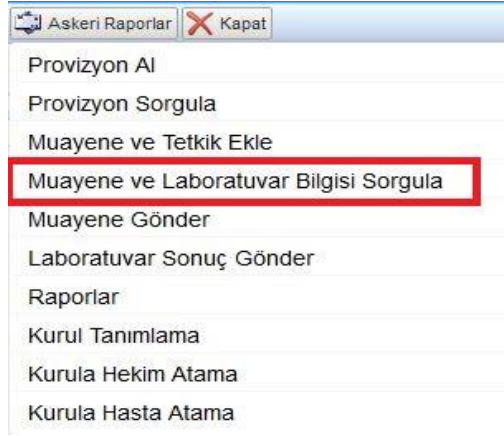 Askeri Raporlar Kapat
Provizyon Al
Provizyon Sorgula
Muayene ve Tetkik Ekle
Muayene ve Laboratuvar Bilgisi Sorgula
Muayene Gönder
Laboratuvar Sonuç Gönder
Raporlar
Kurul Tanımlama
Kurula Hekim Atama
Kurula Hasta Atama